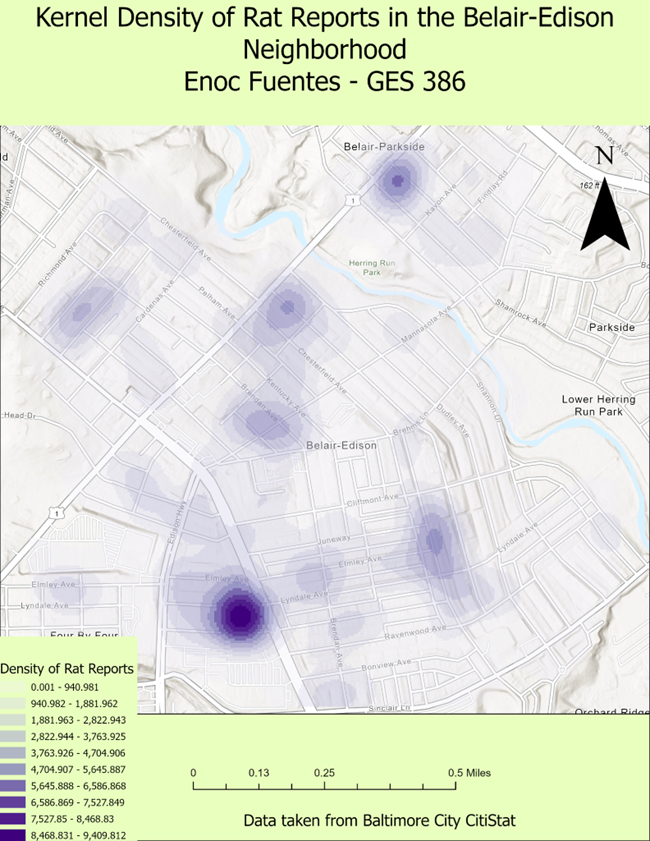 Kernel Density of Rat Reports in the Belair-Edison
Neighborhood
Enoc Fuentes - GES 386
Belair-Parkside
N
162 ft
1
Kavon Ave
Findlay Rd
Chesterfield Ave
Richmond Ave
Herring Run
Park
Cardenas Ave
Pelham Ave
Mannasota Ave
Shamrock Ave
Parkside
Chesterfield Ave
Shannon Dr
Kentucky Ave
Brendan Ave
Lower Herring
Run Park
Head Dr
Brehms Ln
Dudley Ave
Belair-Edison
Cliftmont Ave
1
Edison Hwy
Juneway
Lyndale Ave
Elmley Ave
Elmley Ave
Elmley Ave
Lyndale Ave
Lyndale Ave
Brendan Ave
Ravenwood Ave
Four By Four
Bonview Ave
Sinclair Ln
Orchard Ridge
Density of Rat Reports
0.001 - 940.981
940.982 - 1,881.962
1,881.963 - 2,822.943
2,822.944 - 3,763.925
3,763.926 - 4,704.906
4,704.907 - 5,645.887
5,645.888 - 6,586.868
6,586.869 - 7,527.849
7,527.85 - 8,468.83
8,468.831 - 9,409.812
0 0.13 0.25 0.5 Miles
Data taken from Baltimore City CitiStat